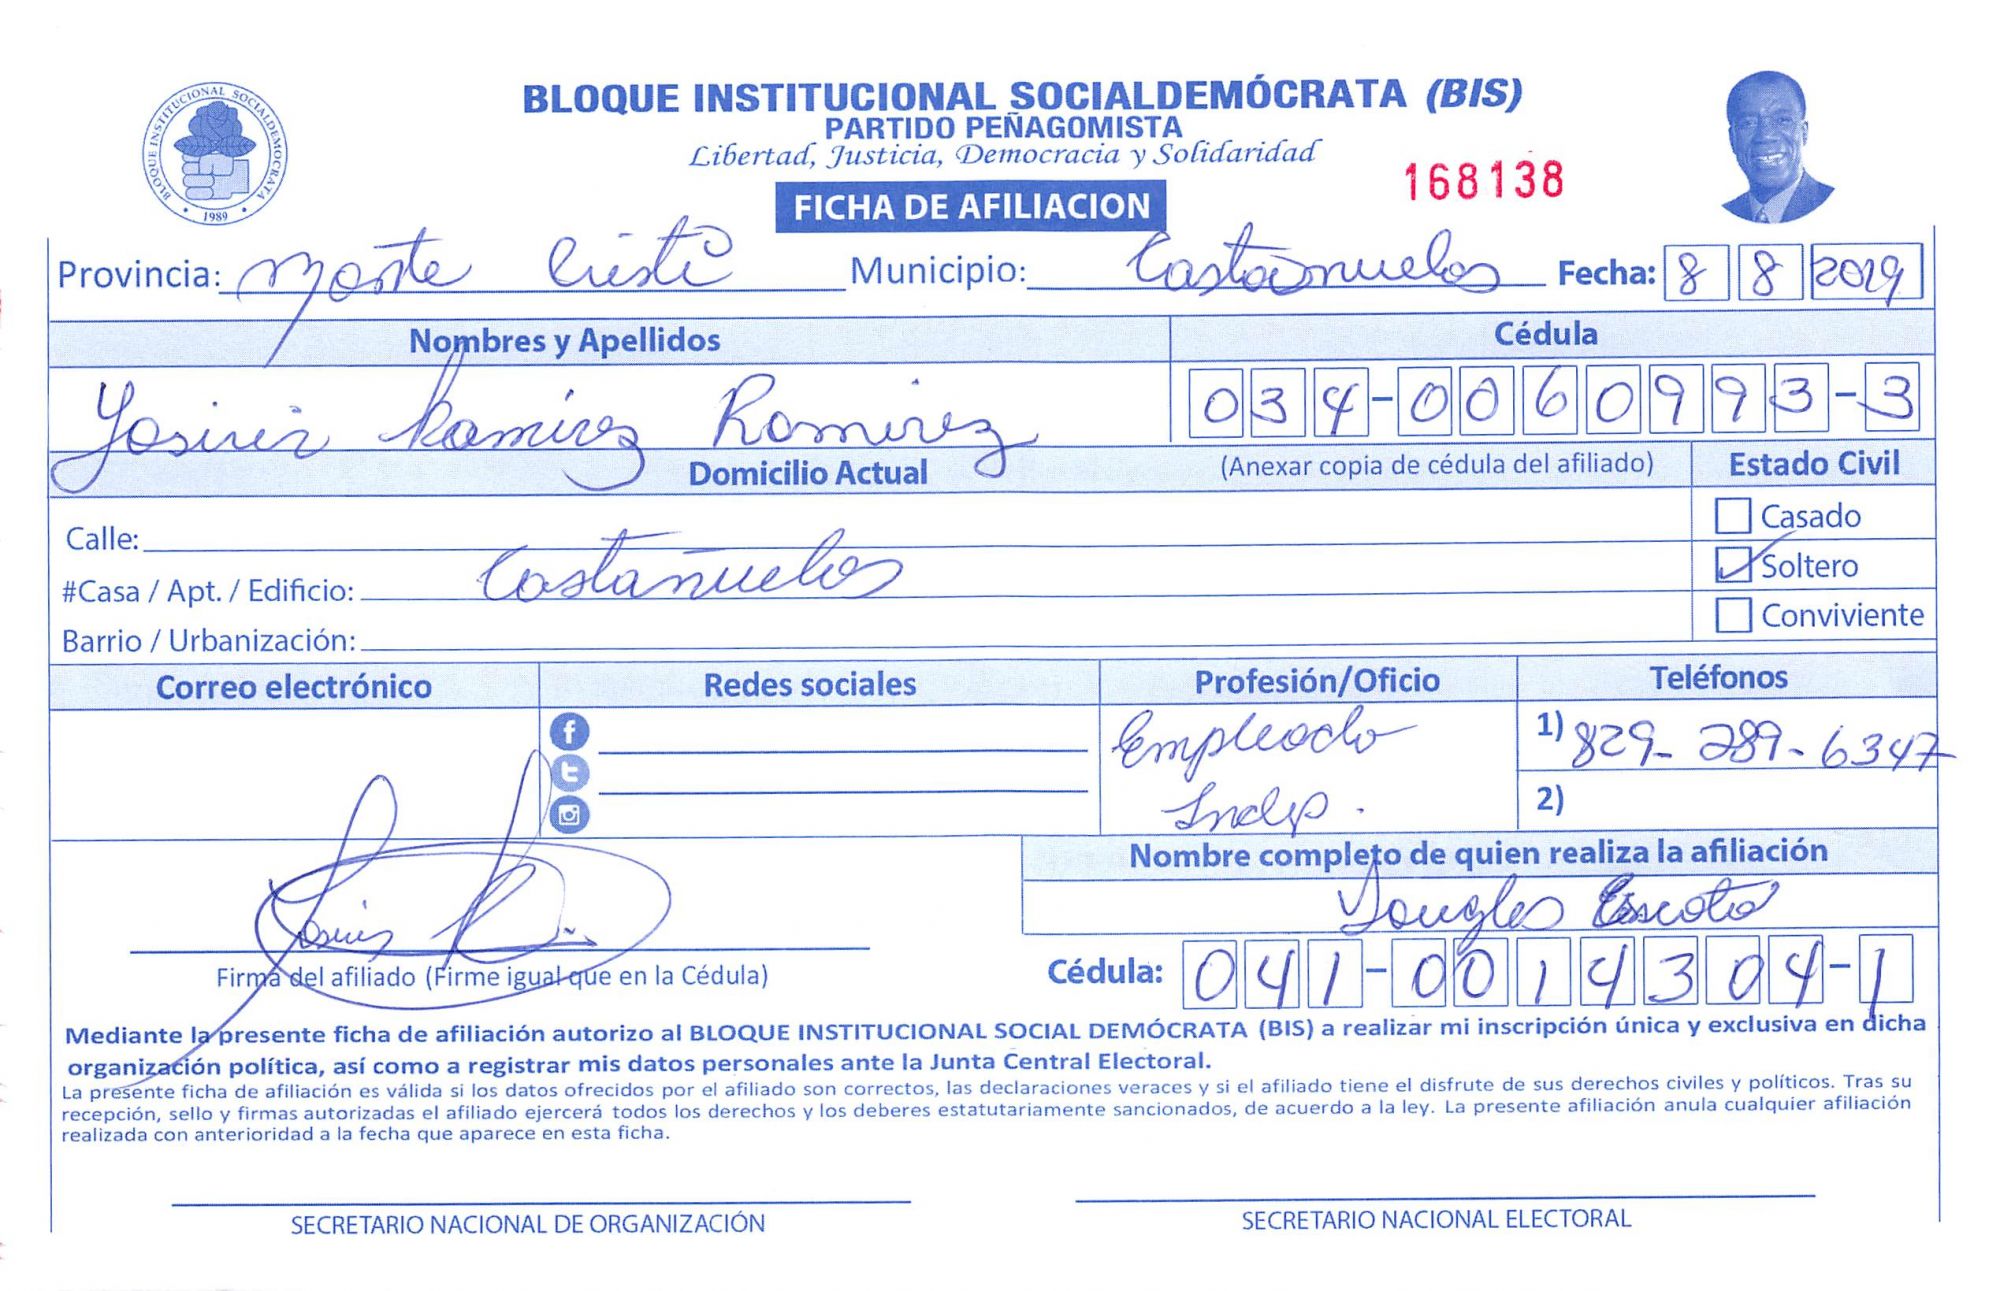 BLOQUE INSTITUCIONAL SOCIALDEMÓCRATA (BIS)
PARTIDO PEÑAGOMISTA
Libertad, Justicia, Democracia y Solidaridad
BLOQUE INSTITUCIONAL SOCIALDEMOCRATA
1989
168138
FICHA DE AFILIACION
Provincia: Monte Cristi Municipio: Castañuelos Fecha: 8 8 2019
Nombres y Apellidos Cédula
Ramirez Ramirez 034-0060993-3
Domicilio Actual (Anexar copia de cédula del afiliado) Estado Civil
Calle: Casado
#Casa / Apt. / Edificio: Castañuelos Soltero
Barrio / Urbanización: Conviviente
Correo electrónico Redes sociales Profesión/Oficio Teléfonos
Empleado 1) 829-289-6347
Indp. 2)
Nombre completo de quien realiza la afiliación
Escoto
Firma del afiliado (Firme igual que en la Cédula) Cédula: 041-0014304-1
Mediante la presente ficha de afiliación autorizo al BLOQUE INSTITUCIONAL SOCIAL DEMÓCRATA (BIS) a realizar mi inscripción única y exclusiva en dicha
organización política, así como a registrar mis datos personales ante la Junta Central Electoral.
La presente ficha de afiliación es válida si los datos ofrecidos por el afiliado son correctos, las declaraciones veraces y si el afiliado tiene el disfrute de sus derechos civiles y políticos. Tras su
recepción, sello y firmas autorizadas el afiliado ejercerá todos los derechos y los deberes estatutariamente sancionados, de acuerdo a la ley. La presente afiliación anula cualquier afiliación
realizada con anterioridad a la fecha que aparece en esta ficha.
SECRETARIO NACIONAL DE ORGANIZACIÓN SECRETARIO NACIONAL ELECTORAL